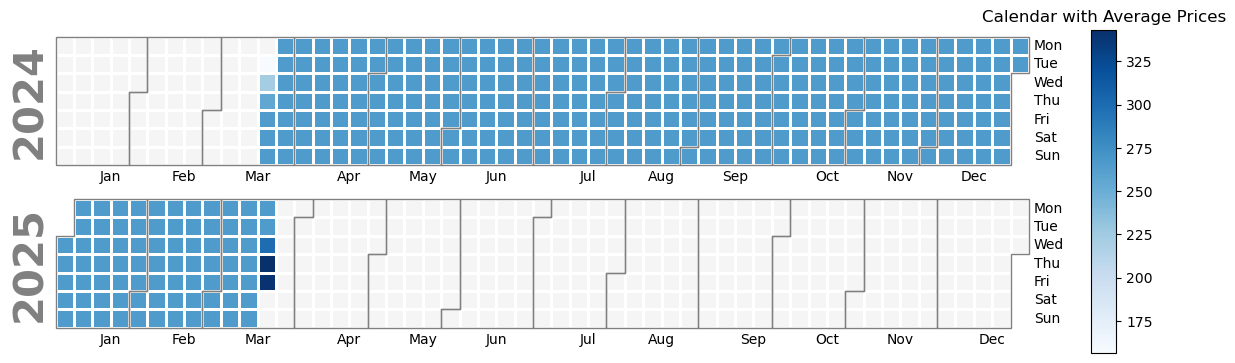 Calendar with Average Prices
2024
Mon
Tue
Wed
Thu
Fri
Sat
Sun
Jan Feb Mar Apr May Jun Jul Aug Sep Oct Nov Dec
2025
Mon
Tue
Wed
Thu
Fri
Sat
Sun
Jan Feb Mar Apr May Jun Jul Aug Sep Oct Nov Dec
325
300
275
250
225
200
175